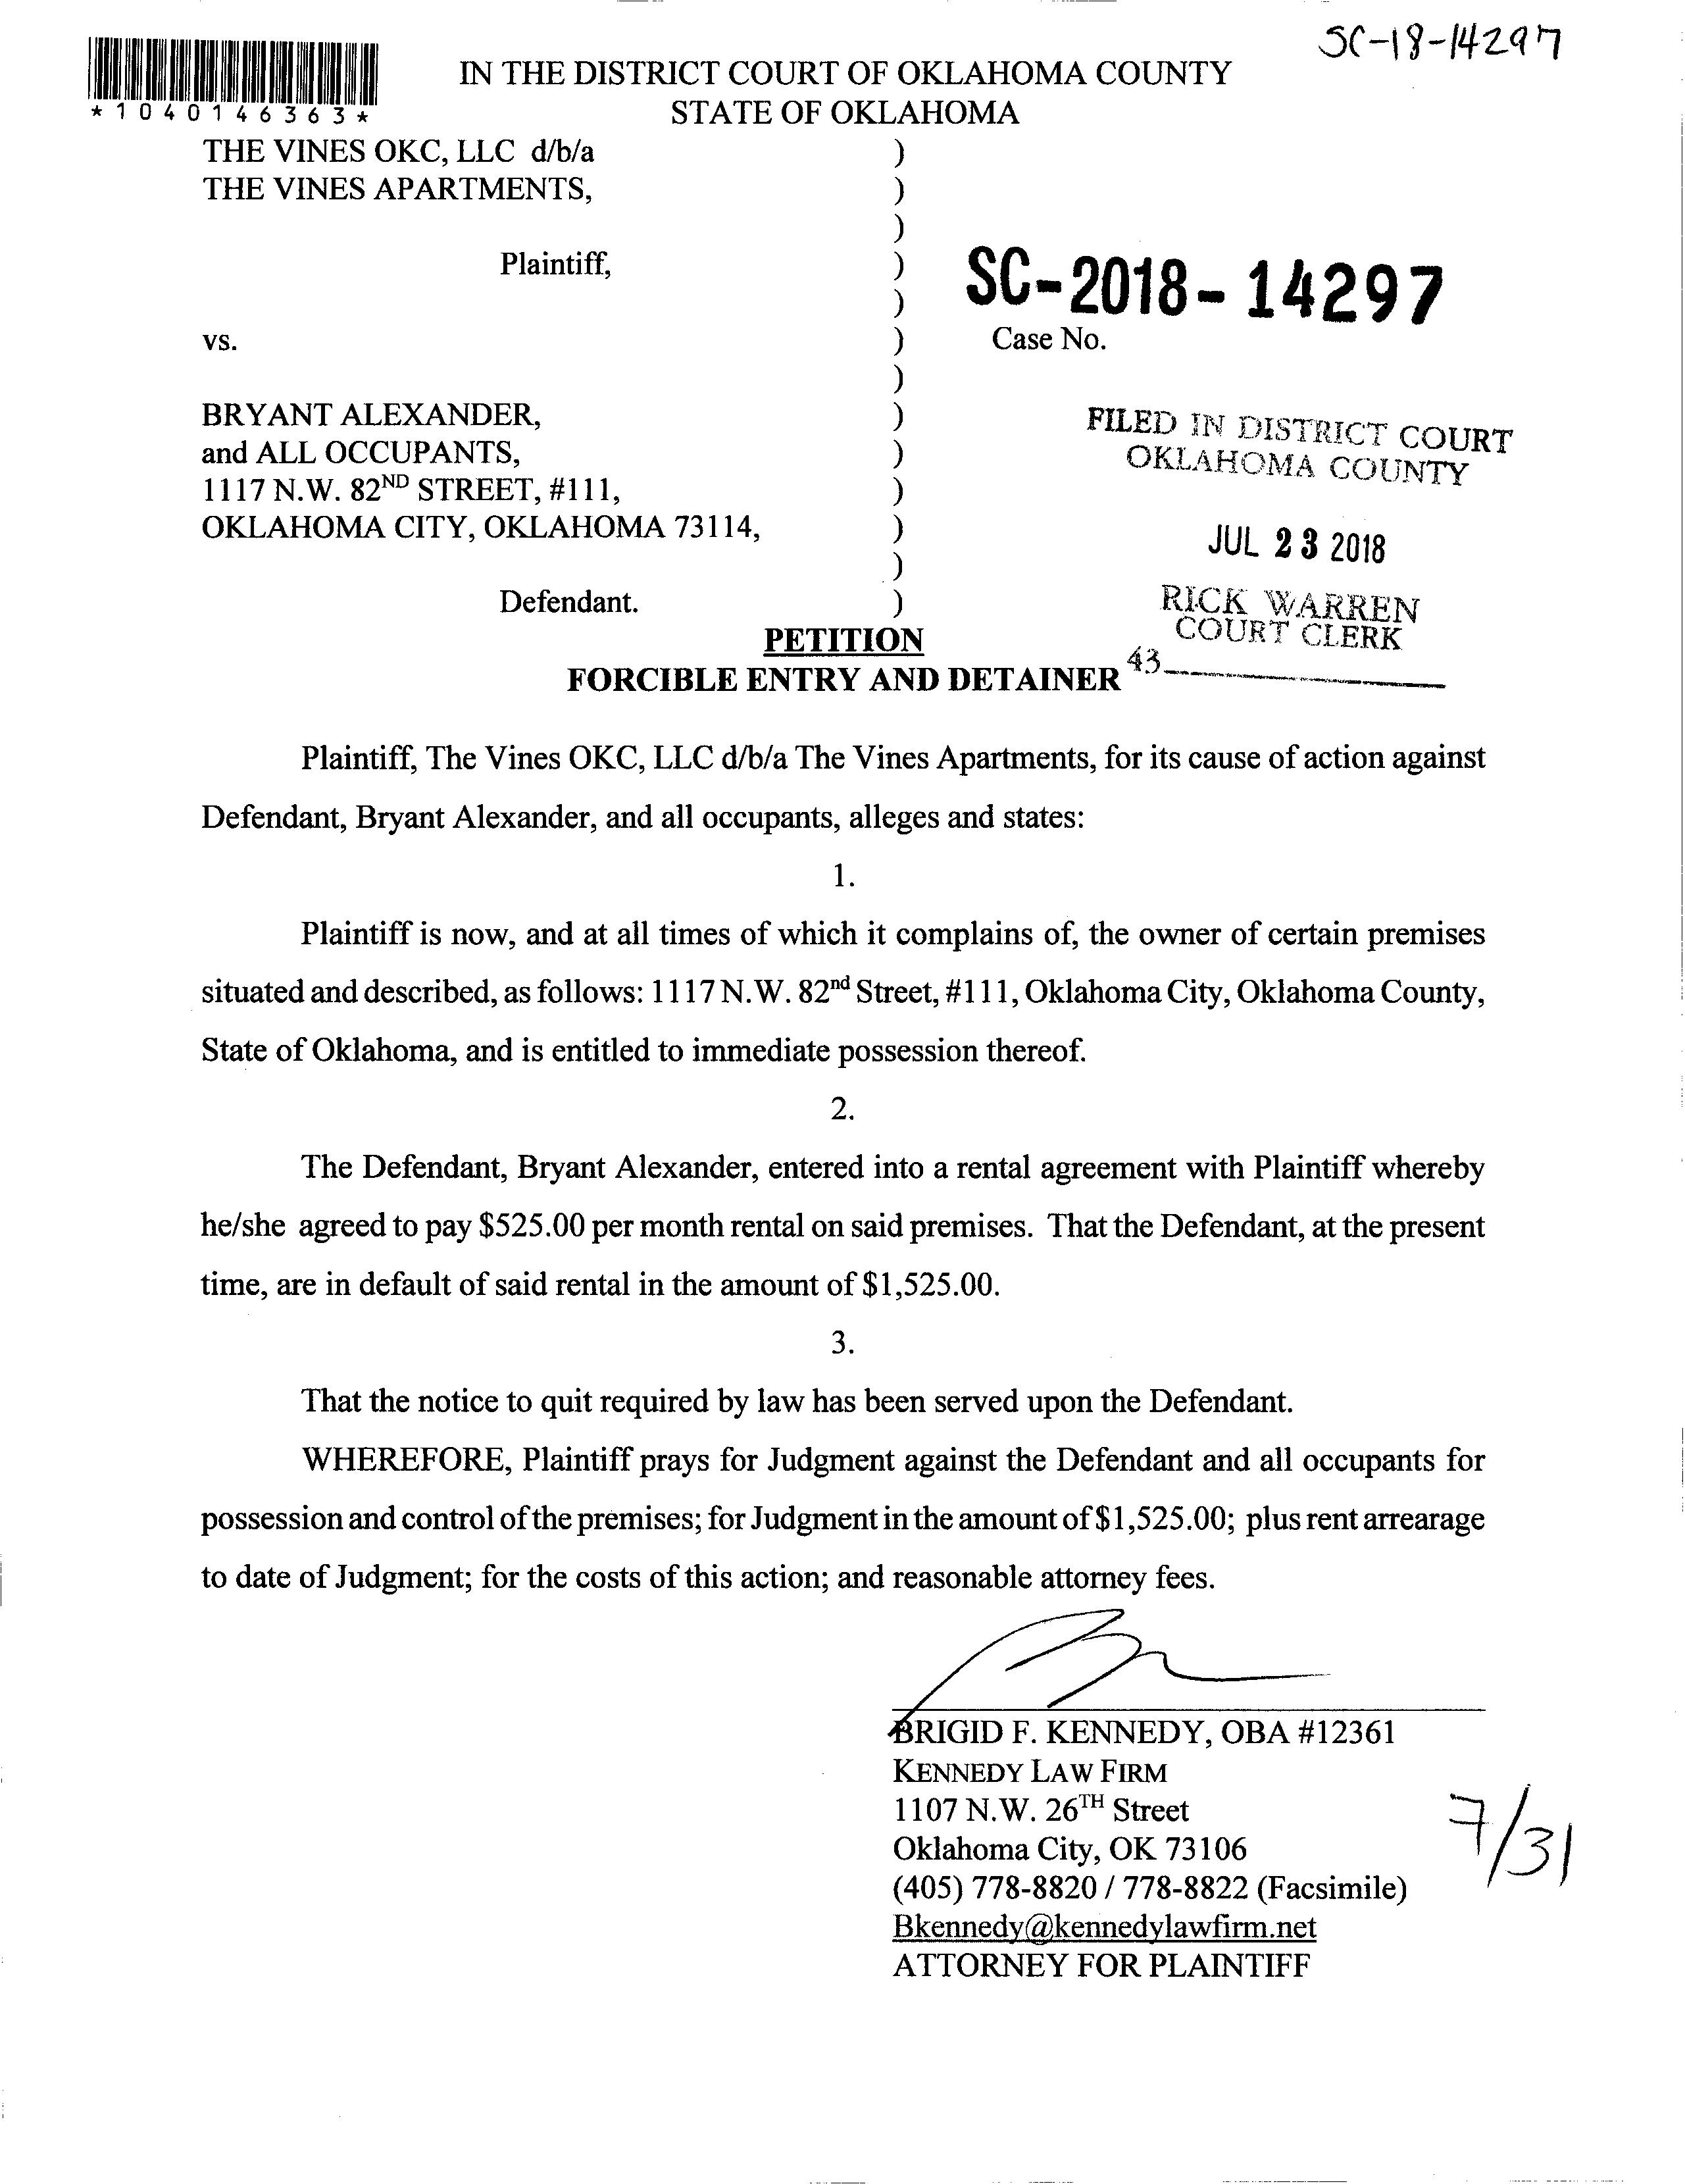 SC-18-14297
*1040146363*
IN THE DISTRICT COURT OF OKLAHOMA COUNTY
STATE OF OKLAHOMA
THE VINES OKC, LLC d/b/a )
THE VINES APARTMENTS, )
)
Plaintiff, )
)
SC-2018-14297
vs. ) Case No.
)
BRYANT ALEXANDER, )
and ALL OCCUPANTS, )
1117 N.W. 82ND STREET, #111, )
OKLAHOMA CITY, OKLAHOMA 73114, )
)
Defendant. )
FILED IN DISTRICT COURT
OKLAHOMA COUNTY
JUL 23 2018
RICK WARREN
COURT CLERK
43
PETITION
FORCIBLE ENTRY AND DETAINER
Plaintiff, The Vines OKC, LLC d/b/a The Vines Apartments, for its cause of action against
Defendant, Bryant Alexander, and all occupants, alleges and states:
1.
Plaintiff is now, and at all times of which it complains of, the owner of certain premises
situated and described, as follows: 1117 N.W. 82nd Street, #111, Oklahoma City, Oklahoma County,
State of Oklahoma, and is entitled to immediate possession thereof.
2.
The Defendant, Bryant Alexander, entered into a rental agreement with Plaintiff whereby
he/she agreed to pay $525.00 per month rental on said premises. That the Defendant, at the present
time, are in default of said rental in the amount of $1,525.00.
3.
That the notice to quit required by law has been served upon the Defendant.
WHEREFORE, Plaintiff prays for Judgment against the Defendant and all occupants for
possession and control of the premises; for Judgment in the amount of $1,525.00; plus rent arrearage
to date of Judgment; for the costs of this action; and reasonable attorney fees.
BRIGID F. KENNEDY, OBA #12361
KENNEDY LAW FIRM
1107 N.W. 26TH Street
Oklahoma City, OK 73106
(405) 778-8820 / 778-8822 (Facsimile)
Bkennedy@kennedylawfirm.net
ATTORNEY FOR PLAINTIFF
7/31